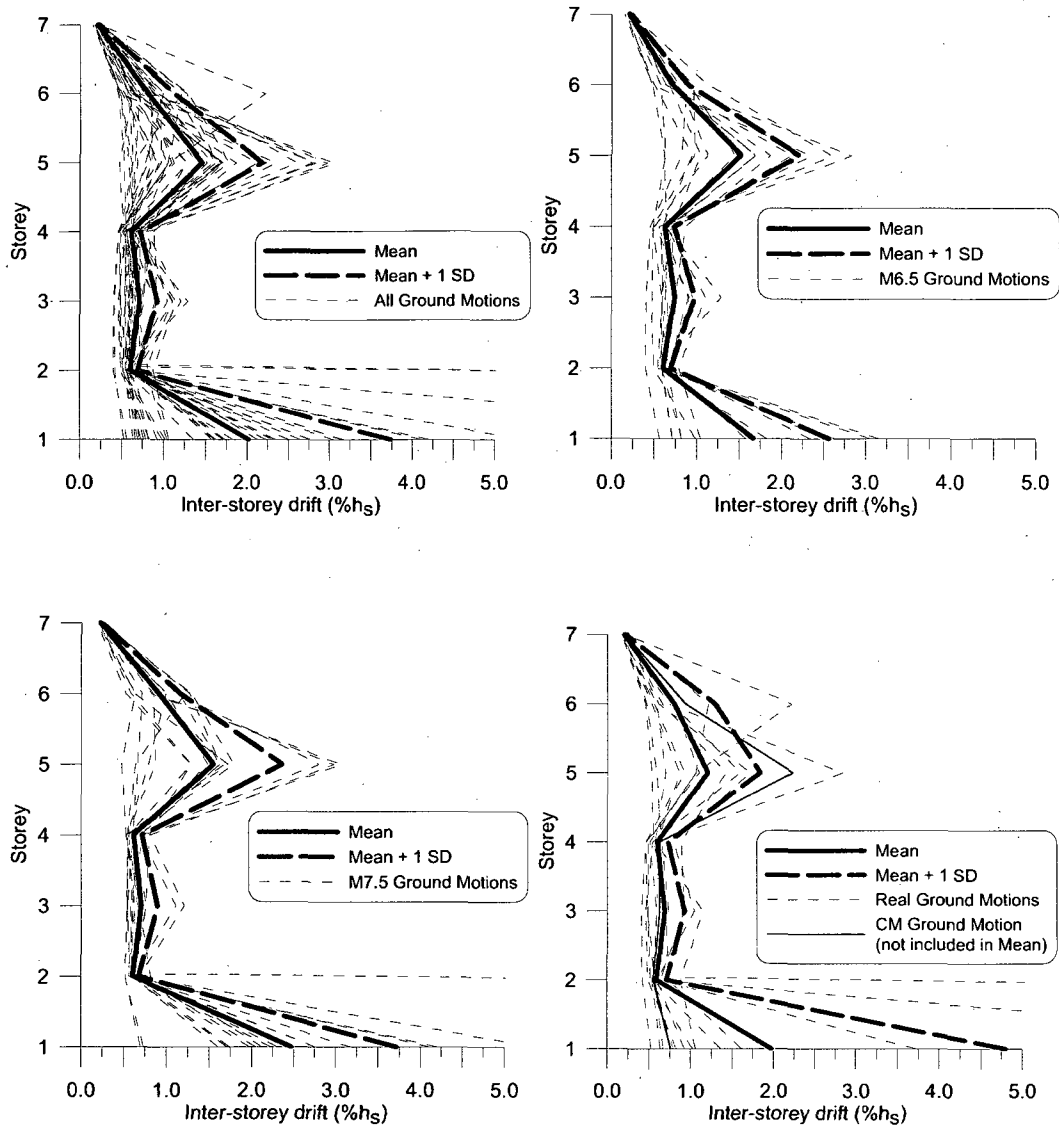 7
6
5
4
3
2
1
Storey
Mean
Mean + 1 SD
All Ground Motions
0.0 1.0 2.0 3.0 4.0 5.0
Inter-storey drift (%hS)
7
6
5
4
3
2
1
Storey
Mean
Mean + 1 SD
M6.5 Ground Motions
0.0 1.0 2.0 3.0 4.0 5.0
Inter-storey drift (%hS)
7
6
5
4
3
2
1
Storey
Mean
Mean + 1 SD
M7.5 Ground Motions
0.0 1.0 2.0 3.0 4.0 5.0
Inter-storey drift (%hS)
7
6
5
4
3
2
1
Storey
Mean
Mean + 1 SD
Real Ground Motions
CM Ground Motion
(not included in Mean)
0.0 1.0 2.0 3.0 4.0 5.0
Inter-storey drift (%hS)